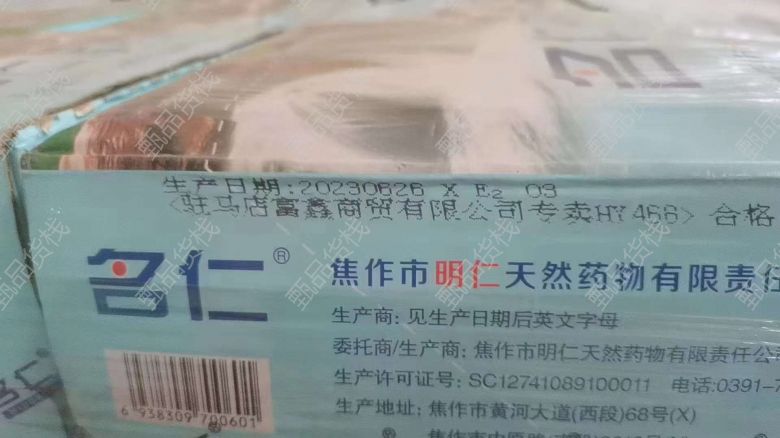 生产日期:20230626 X E2 03
《驻马店富鑫商贸有限公司专卖HY468》合格
名仁®
焦作市明仁天然药物有限责任
生产商: 见生产日期后英文字母
委托商/生产商: 焦作市明仁天然药物有限责任公
生产许可证号: SC12741089100011 电话:0391-7
生产地址: 焦作市黄河大道(西段)68号(X)
6 938309 700601
甄品货栈